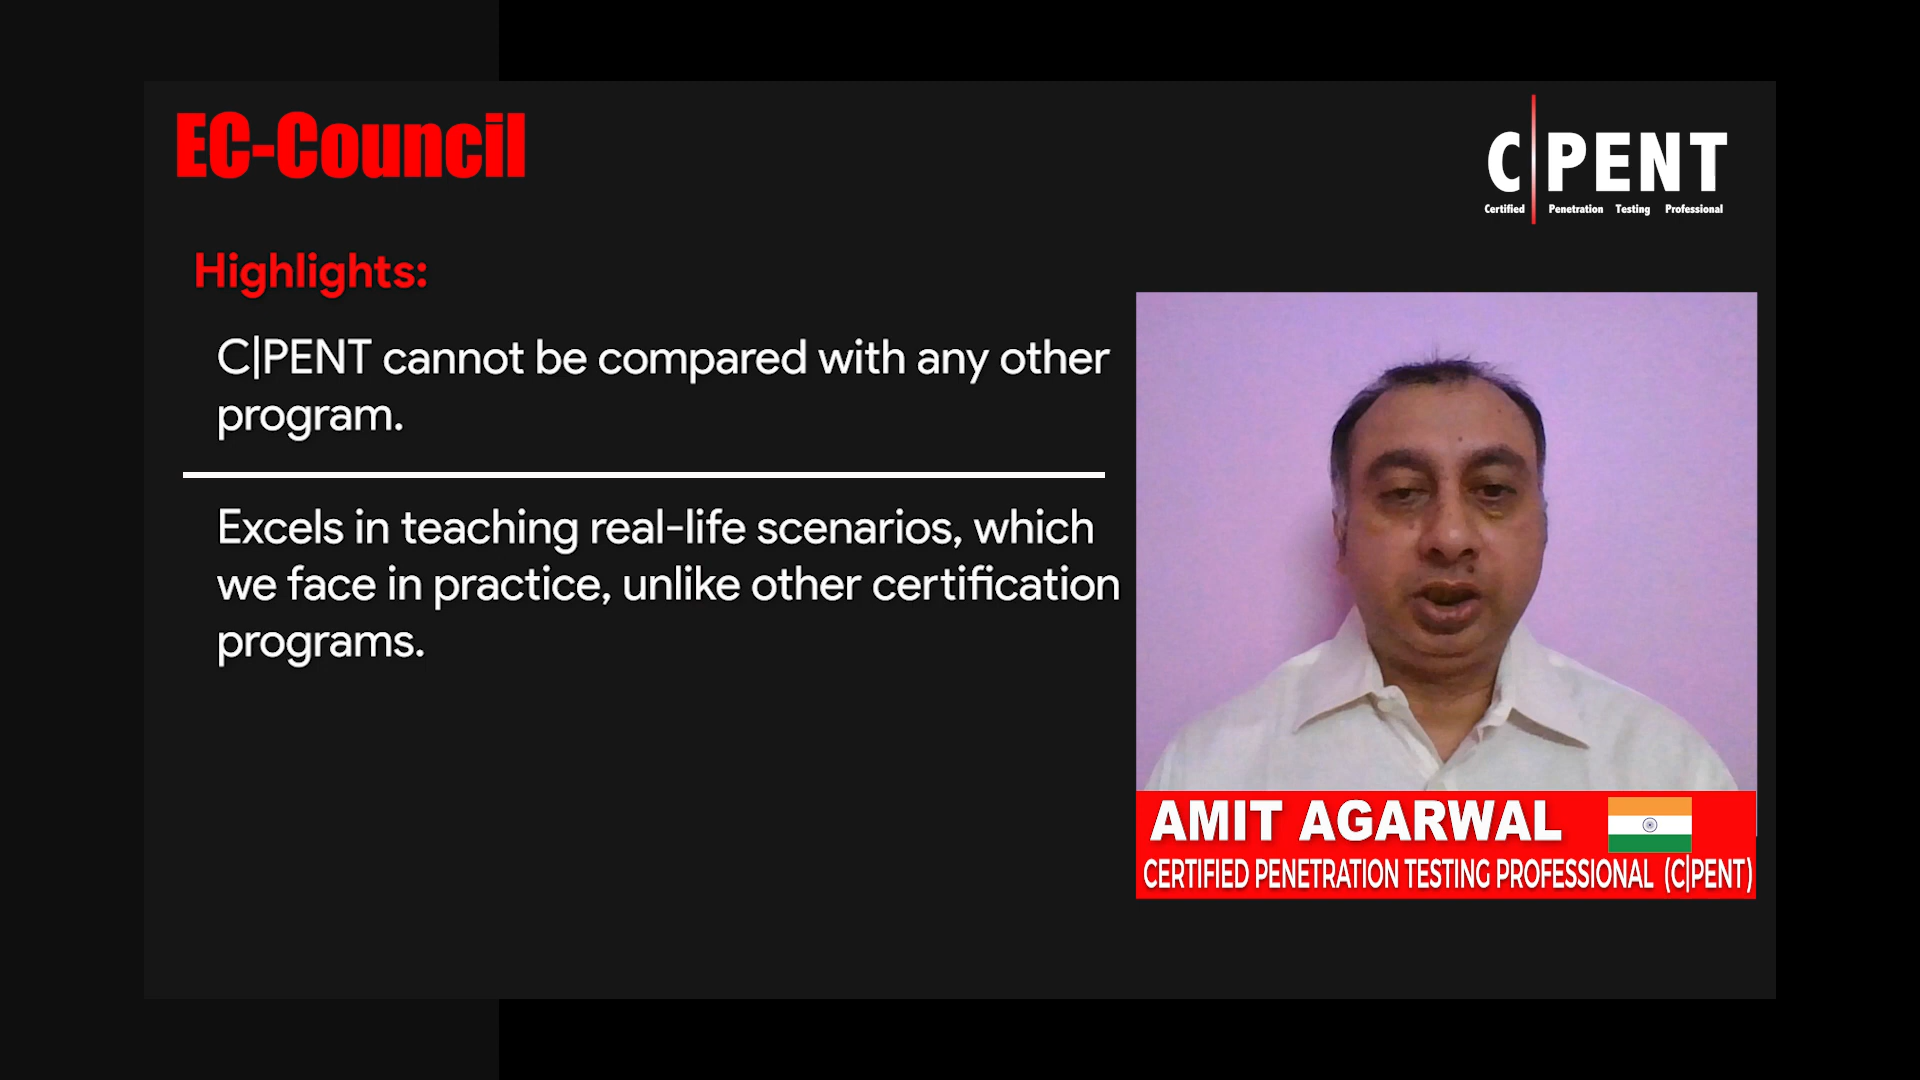 EC-Council
C|PENT
Certified Penetration Testing Professional
Highlights:
C|PENT cannot be compared with any other
program.
Excels in teaching real-life scenarios, which
we face in practice, unlike other certification
programs.
AMIT AGARWAL
CERTIFIED PENETRATION TESTING PROFESSIONAL (C|PENT)